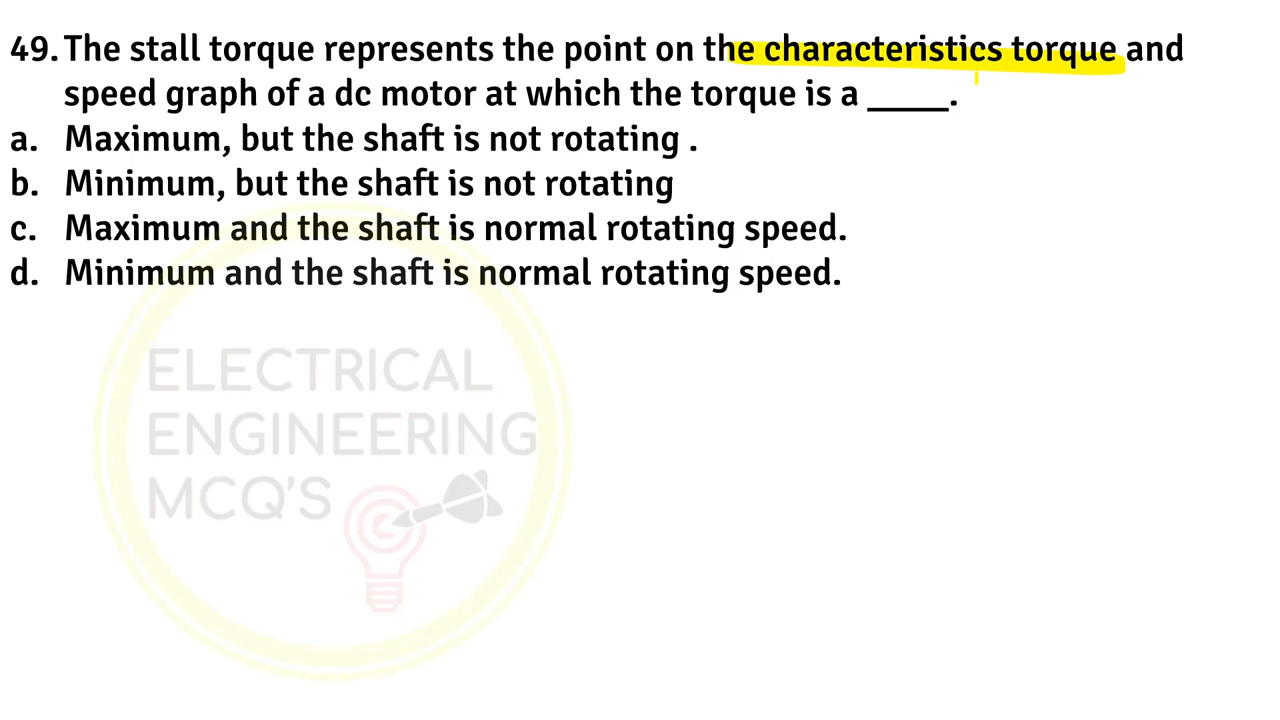 49. The stall torque represents the point on the characteristics torque and
speed graph of a dc motor at which the torque is a ____.
a. Maximum, but the shaft is not rotating .
b. Minimum, but the shaft is not rotating
c. Maximum and the shaft is normal rotating speed.
d. Minimum and the shaft is normal rotating speed.
ELECTRICAL
ENGINEERING
MCQ'S